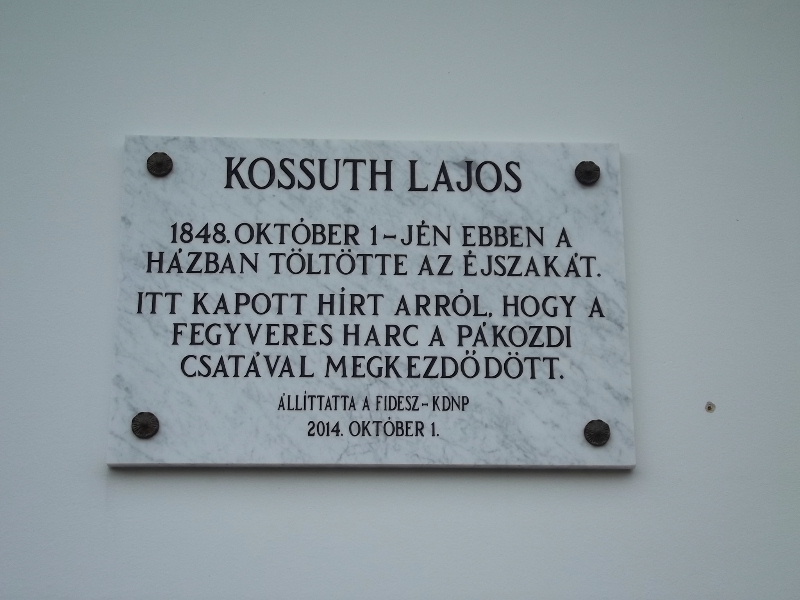 KOSSUTH LAJOS
1848. OKTÓBER 1-JÉN EBBEN A
HÁZBAN TÖLTÖTTE AZ ÉJSZAKÁT.
ITT KAPOTT HÍRT ARRÓL, HOGY A
FEGYVERES HARC A PÁKOZDI
CSATÁVAL MEGKEZDŐDÖTT.
ÁLLÍTTATTA A FIDESZ-KDNP
2014. OKTÓBER 1.